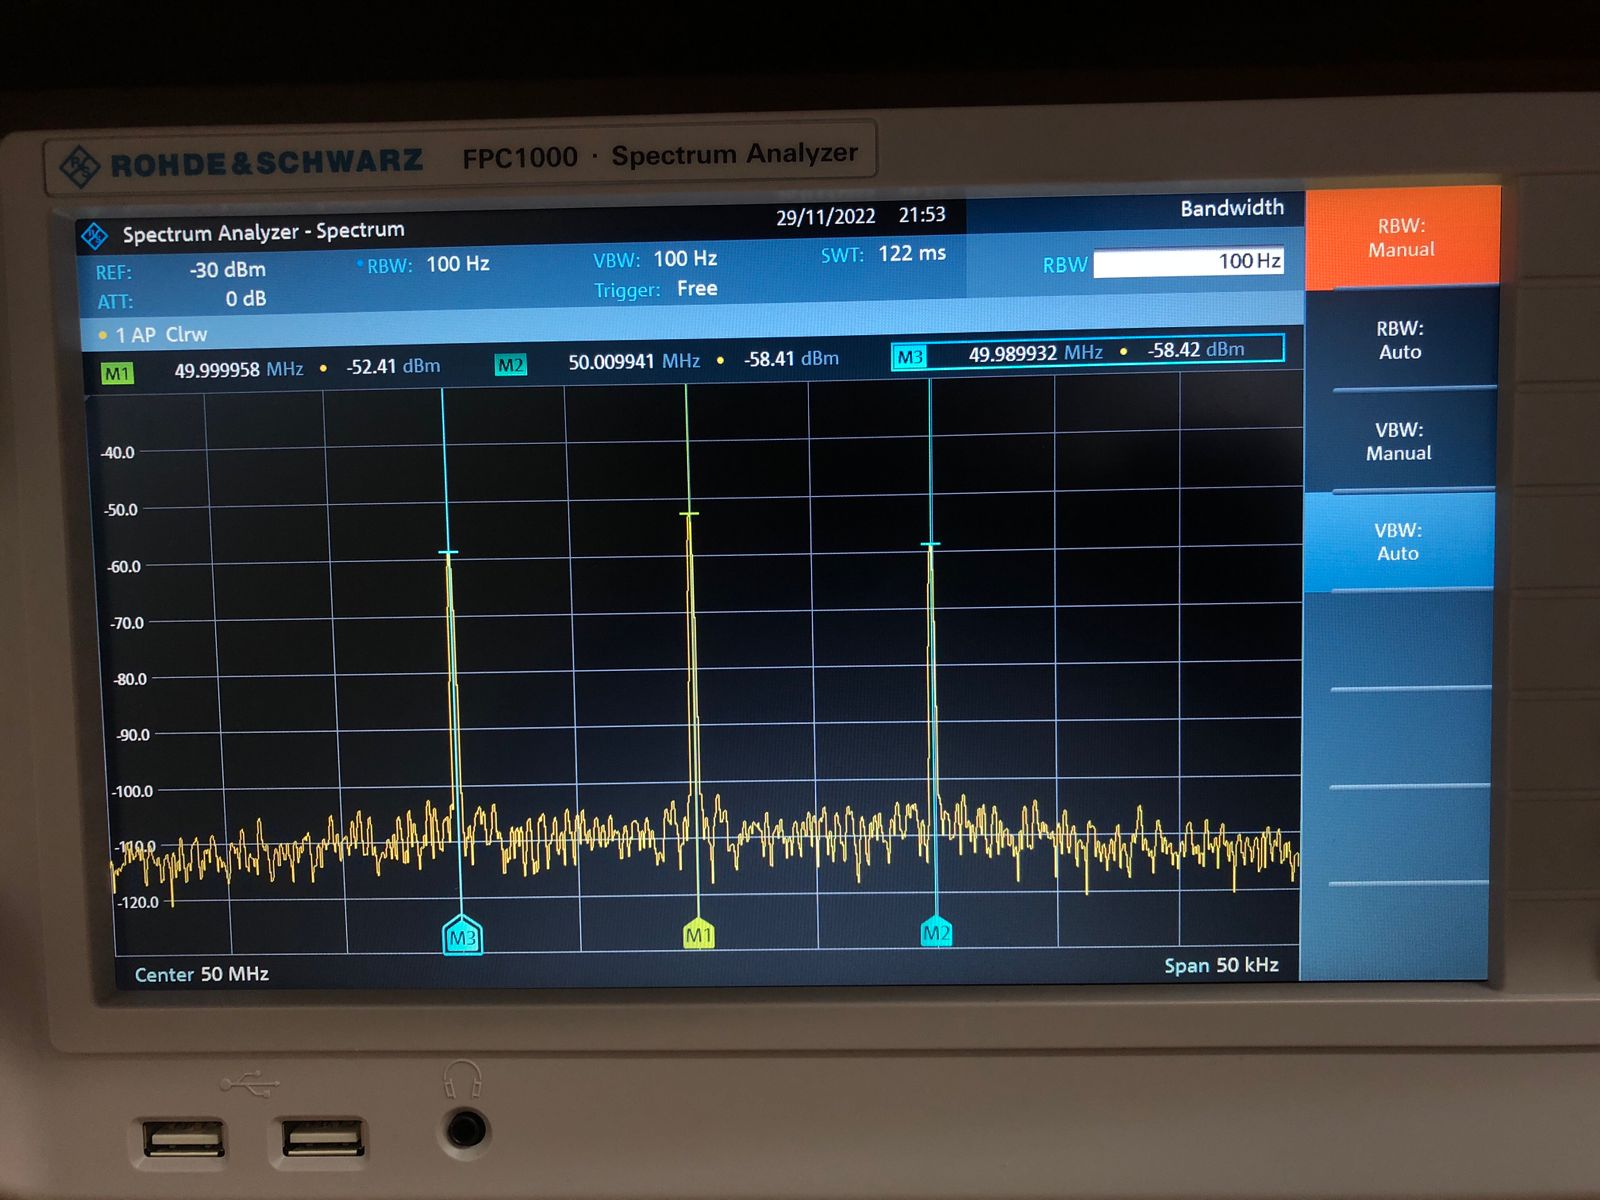 ROHDE&SCHWARZ FPC1000 · Spectrum Analyzer
Spectrum Analyzer - Spectrum 29/11/2022 21:53 Bandwidth
REF: -30 dBm RBW: 100 Hz VBW: 100 Hz SWT: 122 ms RBW 100 Hz
ATT: 0 dB Trigger: Free
1 AP Clrw
M1 49.999958 MHz -52.41 dBm M2 50.009941 MHz -58.41 dBm M3 49.989932 MHz -58.42 dBm
-40.0
-50.0
-60.0
-70.0
-80.0
-90.0
-100.0
-110.0
-120.0
M3 M1 M2
Center 50 MHz Span 50 kHz
RBW:
Manual
RBW:
Auto
VBW:
Manual
VBW:
Auto